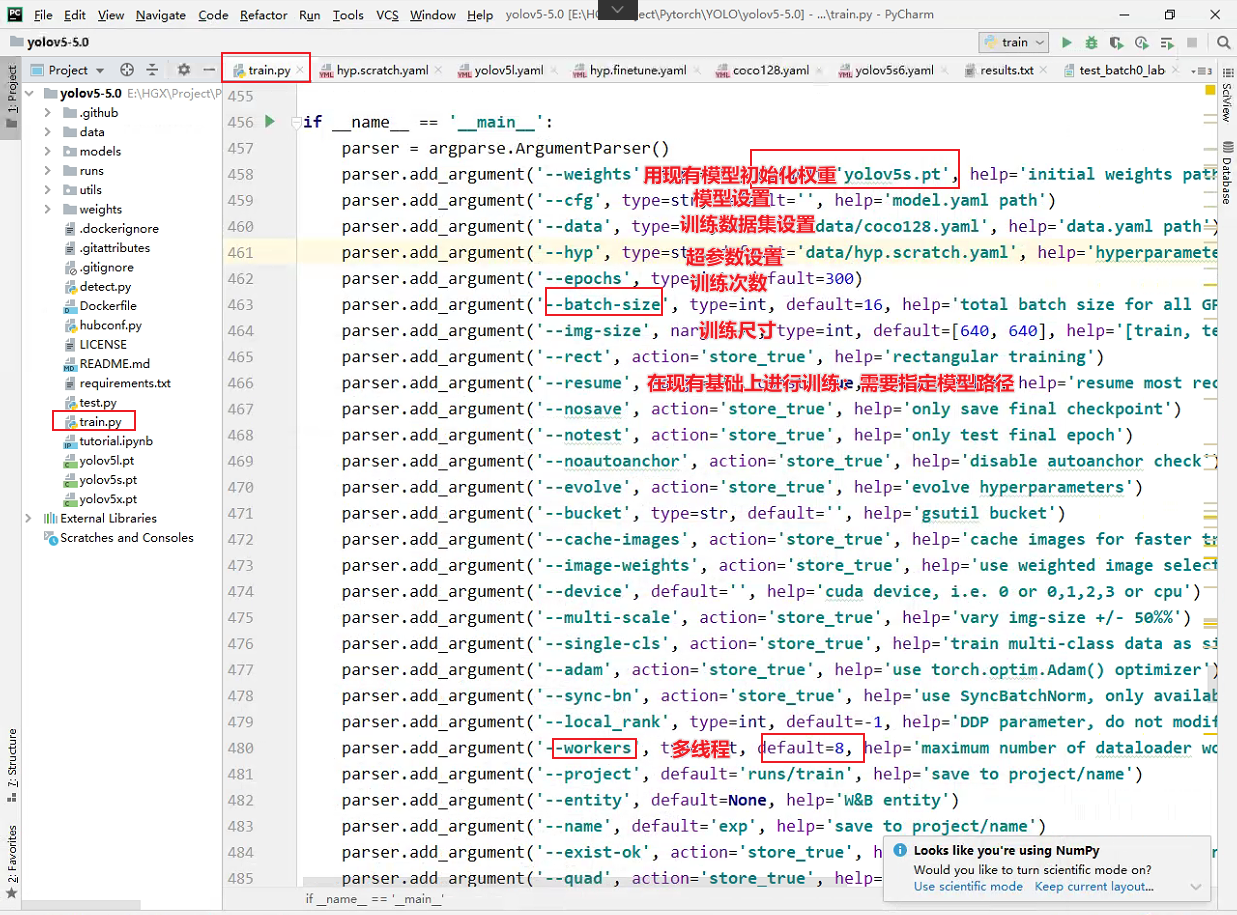 File Edit View Navigate Code Refactor Run Tools VCS Window Help yolov5-5.0 [E:\HGX\Project\Pytorch\YOLO\yolov5-5.0] - ...\train.py - PyCharm
yolov5-5.0
train
1: Project
7: Structure
2: Favorites
SciView
Database
Project
train.py
hyp.scratch.yaml
yolov5l.yaml
hyp.finetune.yaml
coco128.yaml
yolov5s6.yaml
results.txt
test_batch0_lab
yolov5-5.0 E:\HGX\Project\P
.github
data
models
runs
utils
weights
.dockerignore
.gitattributes
.gitignore
detect.py
Dockerfile
hubconf.py
LICENSE
README.md
requirements.txt
test.py
train.py
tutorial.ipynb
yolov5l.pt
yolov5s.pt
yolov5x.pt
External Libraries
Scratches and Consoles
455
456 if __name__ == '__main__':
457 parser = argparse.ArgumentParser()
458 parser.add_argument('--weights' 用现有模型初始化权重 'yolov5s.pt', help='initial weights path
459 parser.add_argument('--cfg', type=str 模型设置 ='', help='model.yaml path')
460 parser.add_argument('--data', type= 训练数据集设置 data/coco128.yaml', help='data.yaml path')
461 parser.add_argument('--hyp', type=st 超参数设置 'data/hyp.scratch.yaml', help='hyperparamete
462 parser.add_argument('--epochs', typ 训练次数 default=300)
463 parser.add_argument('--batch-size', type=int, default=16, help='total batch size for all GP
464 parser.add_argument('--img-size', nar 训练尺寸 type=int, default=[640, 640], help='[train, te
465 parser.add_argument('--rect', action='store_true', help='rectangular training')
466 parser.add_argument('--resume', 在现有基础上进行训练，需要指定模型路径 help='resume most rec
467 parser.add_argument('--nosave', action='store_true', help='only save final checkpoint')
468 parser.add_argument('--notest', action='store_true', help='only test final epoch')
469 parser.add_argument('--noautoanchor', action='store_true', help='disable autoanchor check')
470 parser.add_argument('--evolve', action='store_true', help='evolve hyperparameters')
471 parser.add_argument('--bucket', type=str, default='', help='gsutil bucket')
472 parser.add_argument('--cache-images', action='store_true', help='cache images for faster tr
473 parser.add_argument('--image-weights', action='store_true', help='use weighted image select
474 parser.add_argument('--device', default='', help='cuda device, i.e. 0 or 0,1,2,3 or cpu')
475 parser.add_argument('--multi-scale', action='store_true', help='vary img-size +/- 50%%')
476 parser.add_argument('--single-cls', action='store_true', help='train multi-class data as si
477 parser.add_argument('--adam', action='store_true', help='use torch.optim.Adam() optimizer')
478 parser.add_argument('--sync-bn', action='store_true', help='use SyncBatchNorm, only availab
479 parser.add_argument('--local_rank', type=int, default=-1, help='DDP parameter, do not modif
480 parser.add_argument('--workers', ty 多线程 t, default=8, help='maximum number of dataloader wo
481 parser.add_argument('--project', default='runs/train', help='save to project/name')
482 parser.add_argument('--entity', default=None, help='W&B entity')
483 parser.add_argument('--name', default='exp', help='save to project/name')
484 parser.add_argument('--exist-ok', action='store_true', h
485 parser.add_argument('--quad', action='store_true', help=
if __name__ == '__main__'
Looks like you're using NumPy
Would you like to turn scientific mode on?
Use scientific mode Keep current layout...